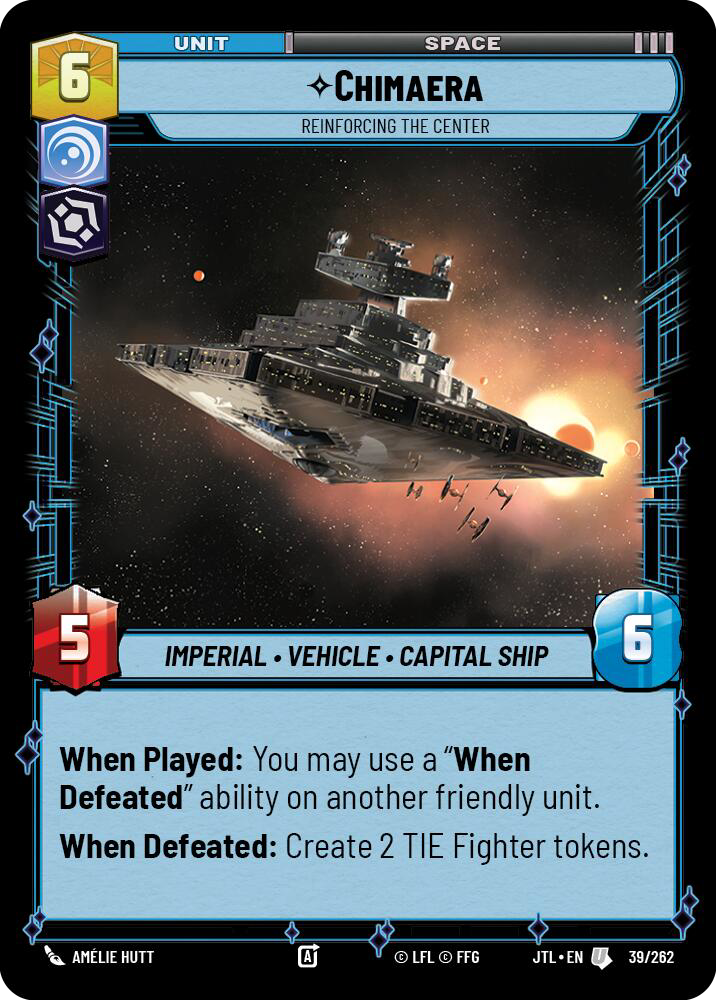 UNIT
SPACE
6
CHIMAERA
REINFORCING THE CENTER
5
IMPERIAL • VEHICLE • CAPITAL SHIP
6
When Played: You may use a “When
Defeated” ability on another friendly unit.
When Defeated: Create 2 TIE Fighter tokens.
AMÉLIE HUTT
A
© LFL © FFG
JTL • EN
U
39/262